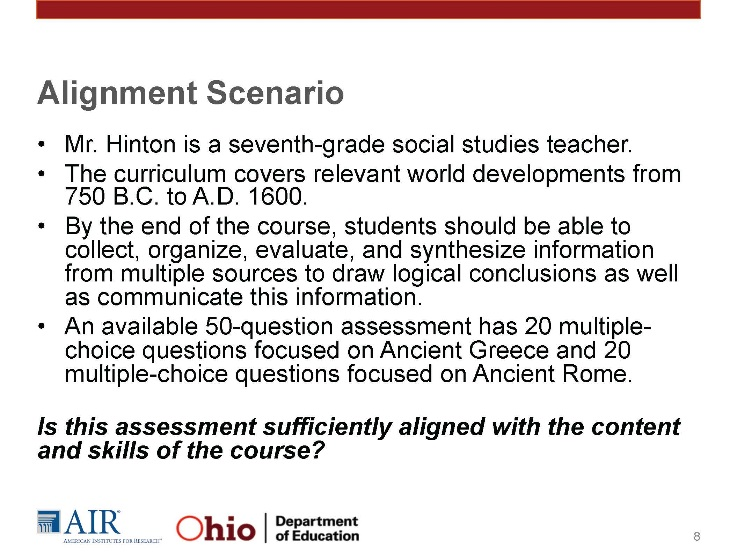 Alignment Scenario
• Mr. Hinton is a seventh-grade social studies teacher.
• The curriculum covers relevant world developments from
750 B.C. to A.D. 1600.
• By the end of the course, students should be able to
collect, organize, evaluate, and synthesize information
from multiple sources to draw logical conclusions as well
as communicate this information.
• An available 50-question assessment has 20 multiple-
choice questions focused on Ancient Greece and 20
multiple-choice questions focused on Ancient Rome.
Is this assessment sufficiently aligned with the content
and skills of the course?
AIR®
AMERICAN INSTITUTES FOR RESEARCH™
Ohio
Department
of Education
8